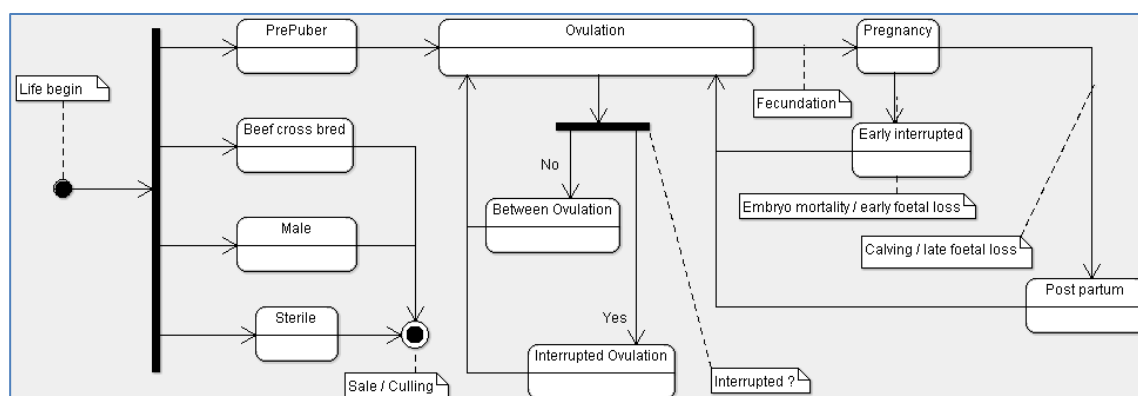 PrePuber
Ovulation
Pregnancy
Life begin
Fecundation
Beef cross bred
Early interrupted
No
Between Ovulation
Embryo mortality / early foetal loss
Male
Calving / late foetal loss
Post partum
Sterile
Yes
Interrupted Ovulation
Sale / Culling
Interrupted ?